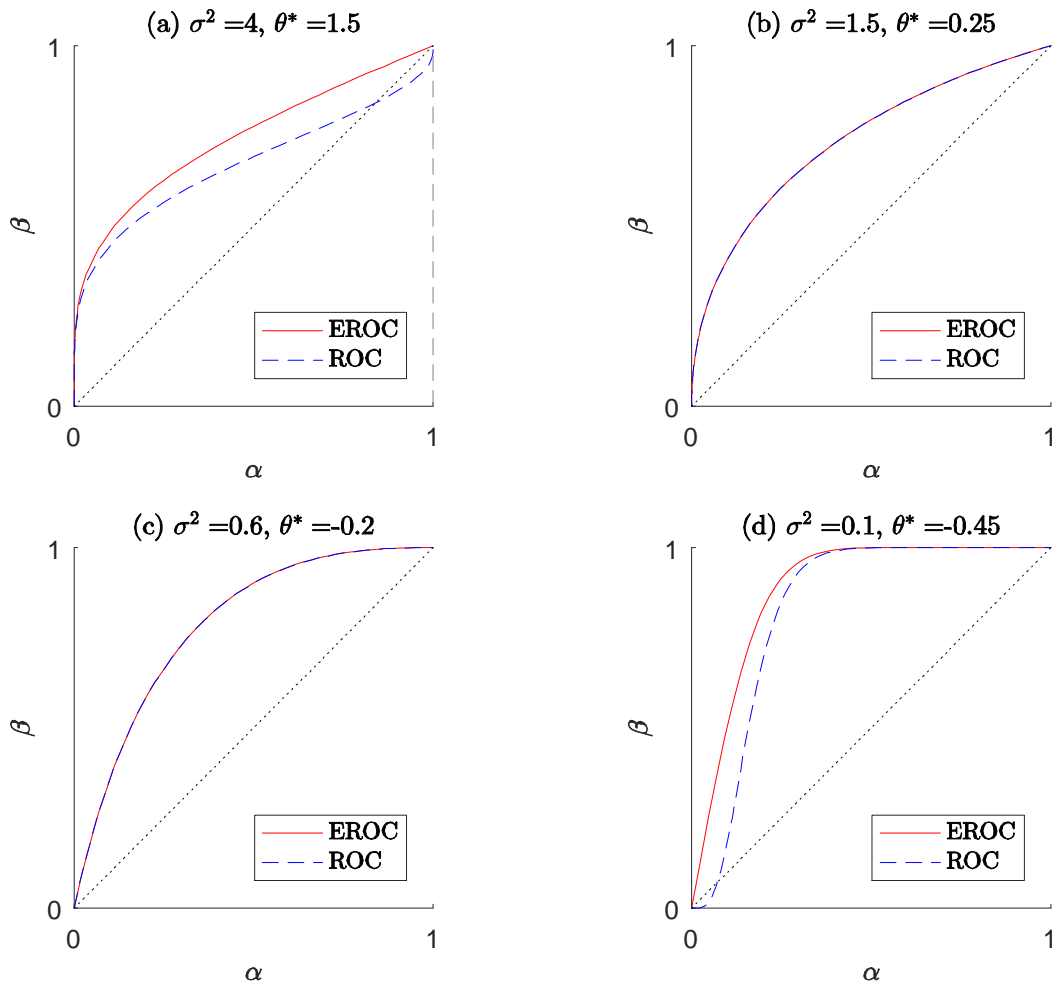 (a) σ² =4, θ* =1.5
1
β
EROC
ROC
0
0
1
α
(b) σ² =1.5, θ* =0.25
1
β
EROC
ROC
0
0
1
α
(c) σ² =0.6, θ* =-0.2
1
β
EROC
ROC
0
0
1
α
(d) σ² =0.1, θ* =-0.45
1
β
EROC
ROC
0
0
1
α